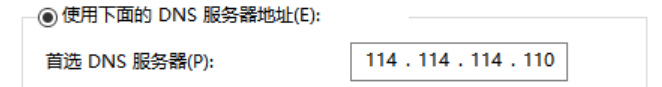 使用下面的 DNS 服务器地址(E):
首选 DNS 服务器(P): 114 . 114 . 114 . 110